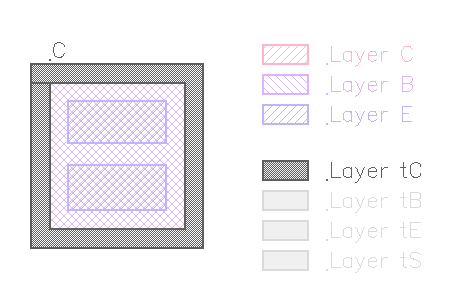 .C
.Layer C
.Layer B
.Layer E
.Layer tC
.Layer tB
.Layer tE
.Layer tS